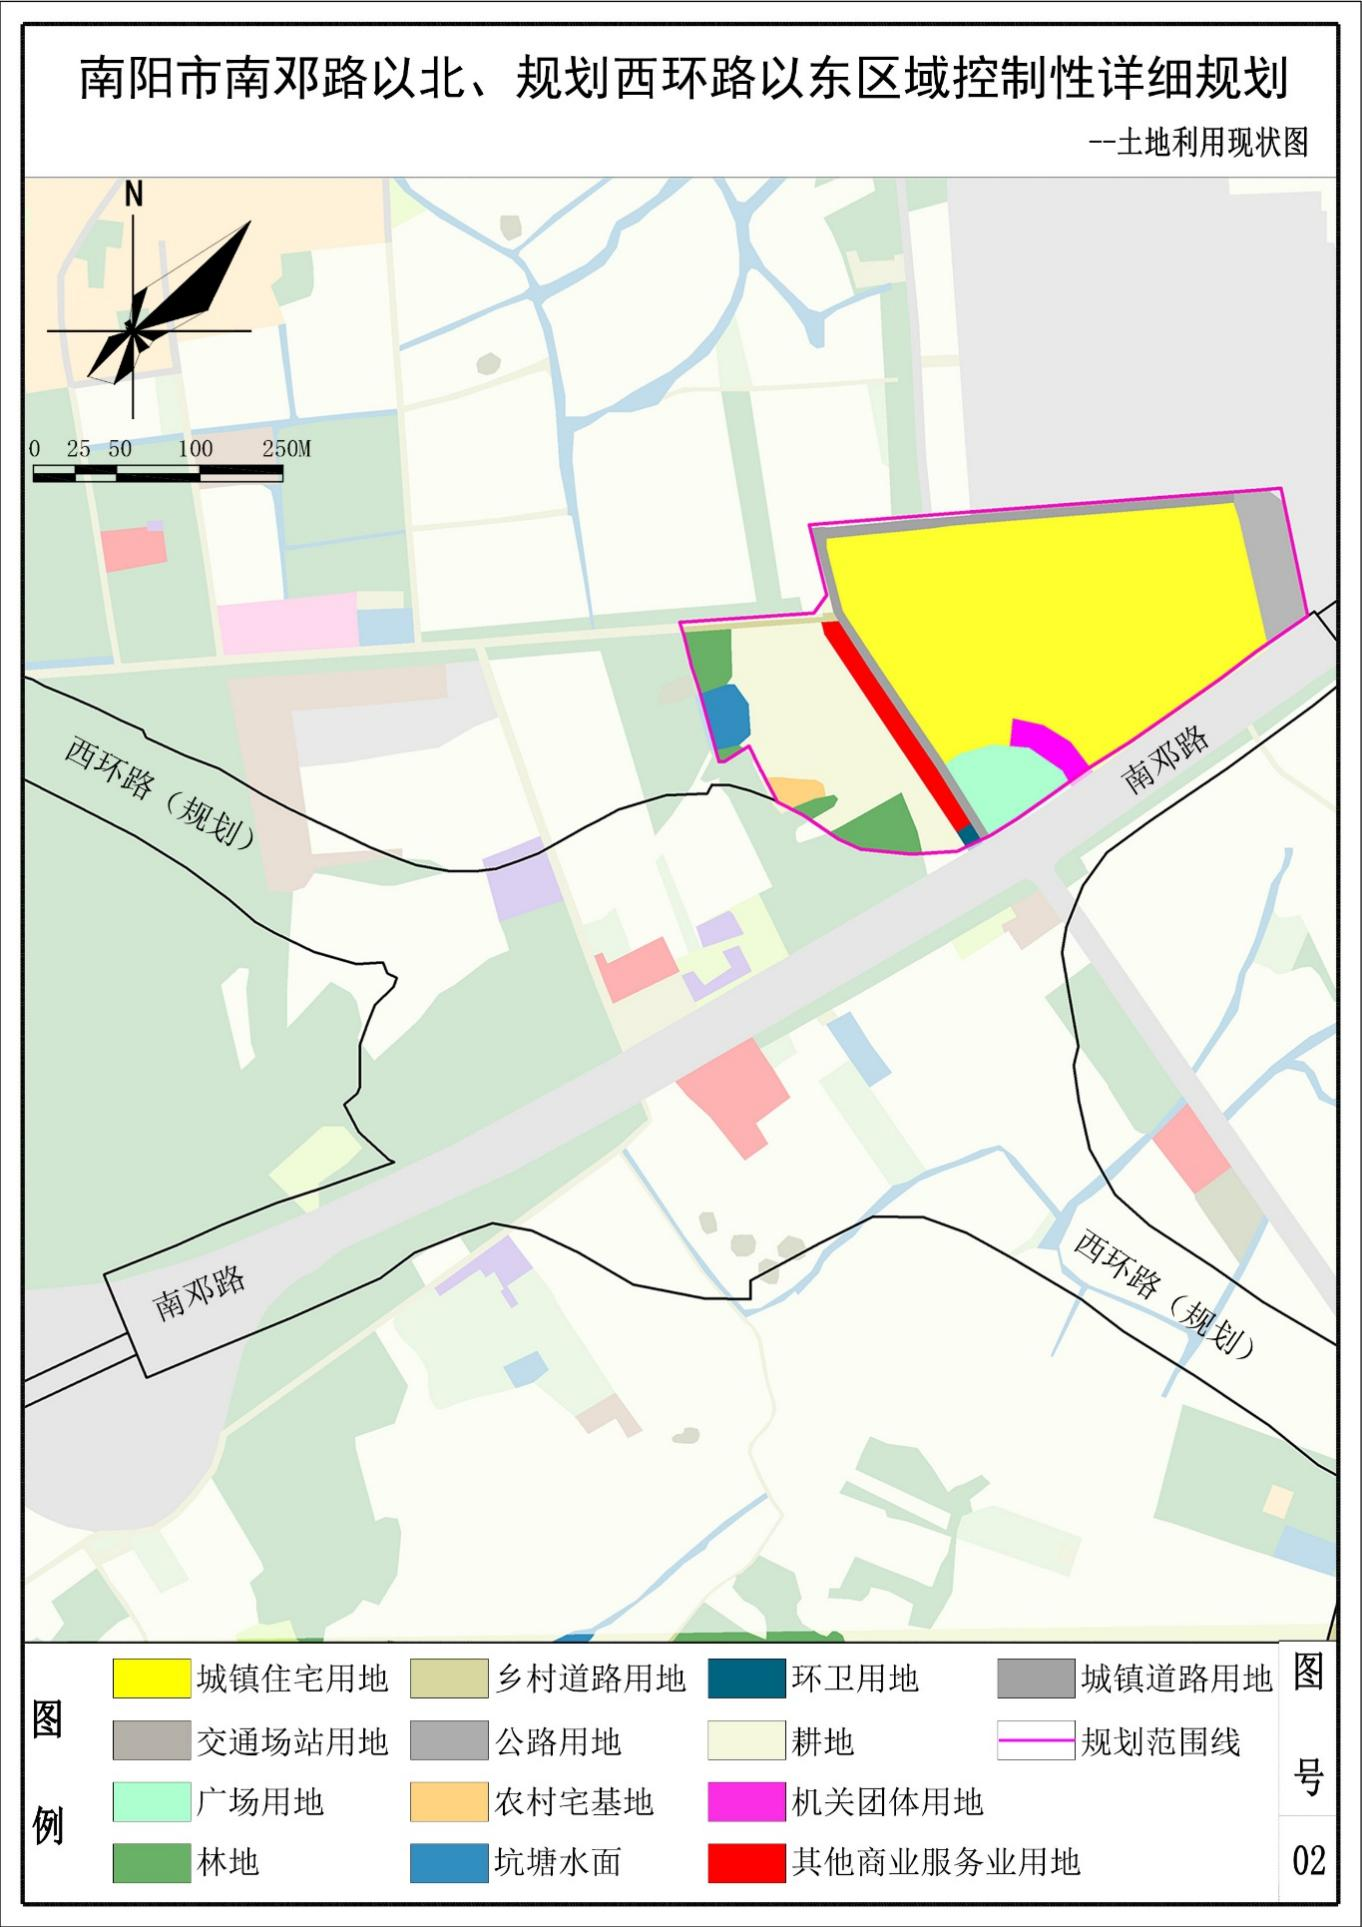 南阳市南邓路以北、规划西环路以东区域控制性详细规划
--土地利用现状图
N
0 25 50 100 250M
西环路（规划）
南邓路
南邓路
西环路（规划）
图例
城镇住宅用地 乡村道路用地 环卫用地 城镇道路用地
交通场站用地 公路用地 耕地 规划范围线
广场用地 农村宅基地 机关团体用地
林地 坑塘水面 其他商业服务业用地
图号
02